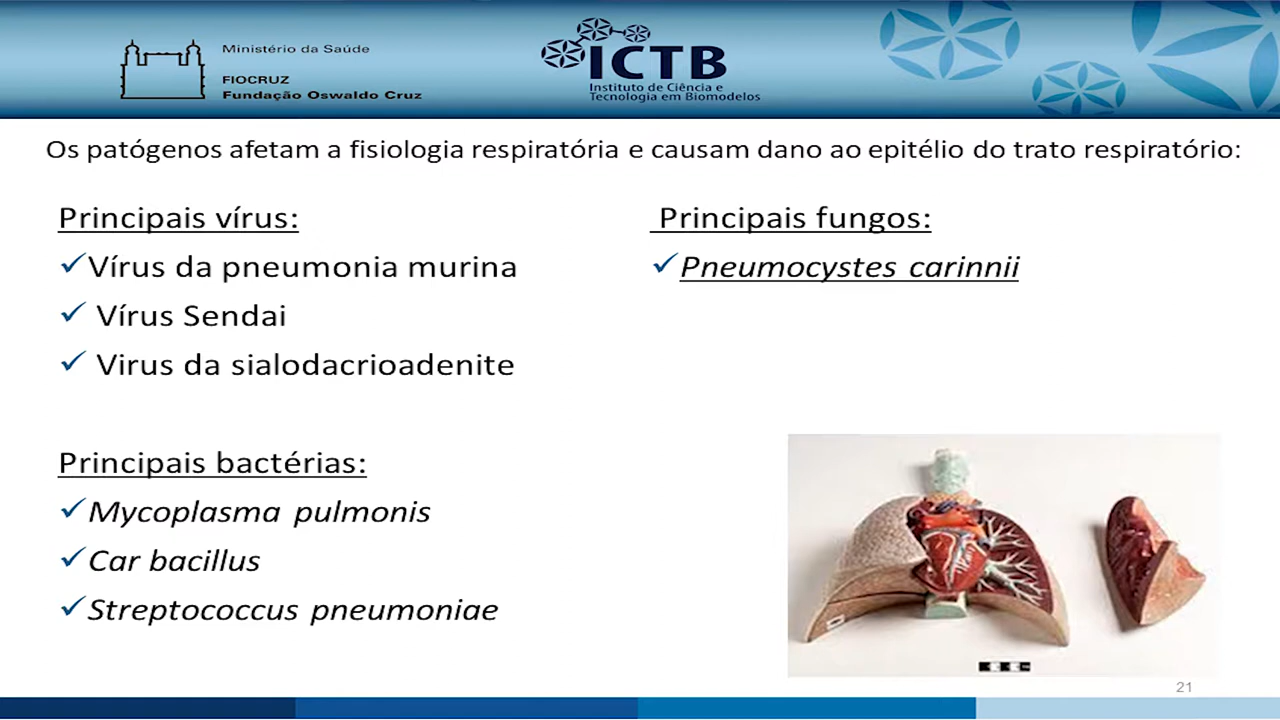 Ministério da Saúde
FIOCRUZ
Fundação Oswaldo Cruz
ICTB
Instituto de Ciência e
Tecnologia em Biomodelos
Os patógenos afetam a fisiologia respiratória e causam dano ao epitélio do trato respiratório:
Principais vírus:
Vírus da pneumonia murina
Vírus Sendai
Virus da sialodacrioadenite
Principais bactérias:
Mycoplasma pulmonis
Car bacillus
Streptococcus pneumoniae
Principais fungos:
Pneumocystes carinnii
21